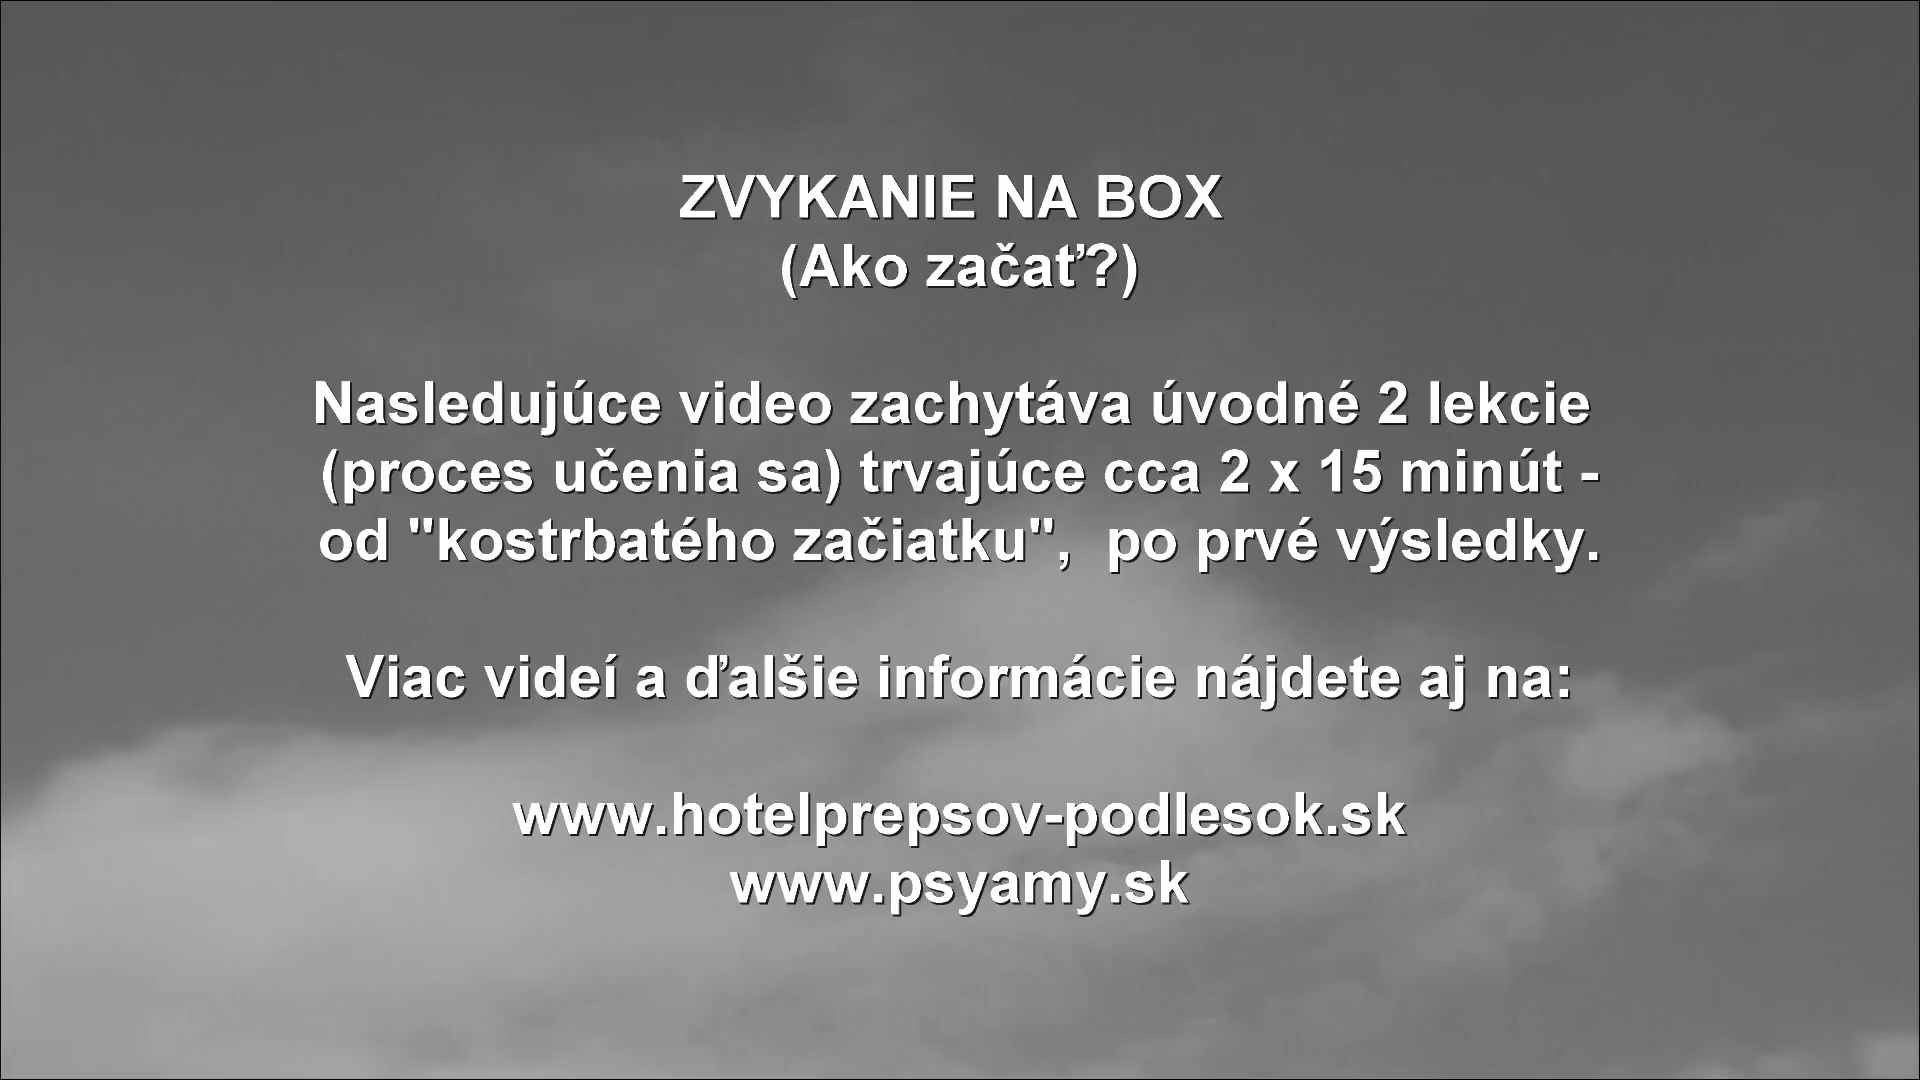 ZVYKANIE NA BOX
(Ako začať?)
Nasledujúce video zachytáva úvodné 2 lekcie
(proces učenia sa) trvajúce cca 2 x 15 minút -
od "kostrbatého začiatku",  po prvé výsledky.
Viac videí a ďalšie informácie nájdete aj na:
www.hotelprepsov-podlesok.sk
www.psyamy.sk